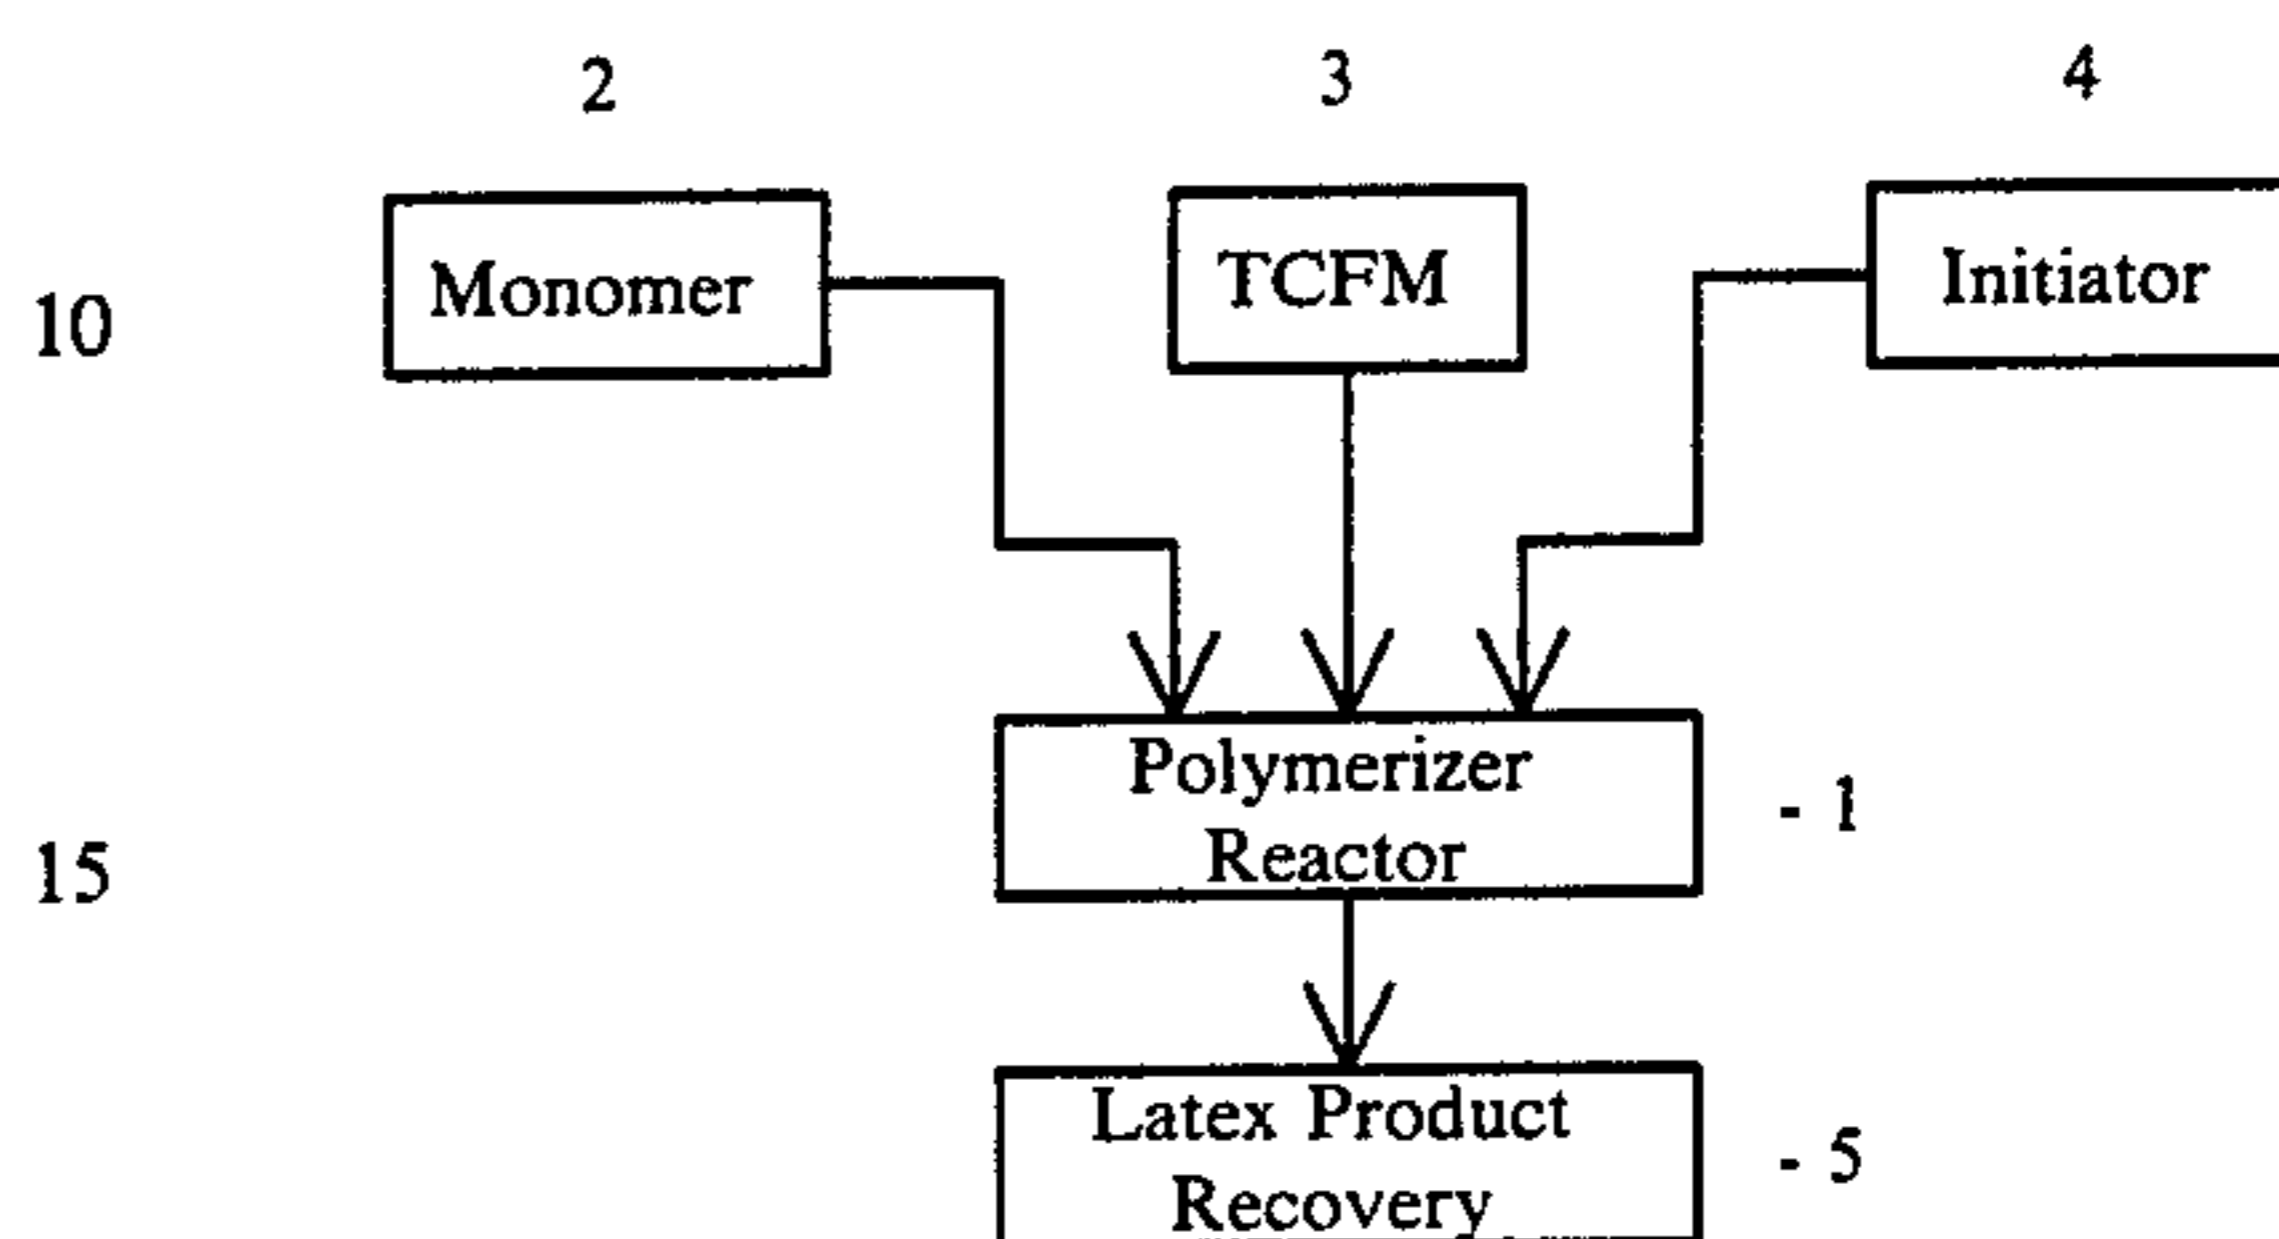 2 3 4
Monomer TCFM Initiator
10
Polymerizer
Reactor
- 1
15
Latex Product
Recovery
- 5